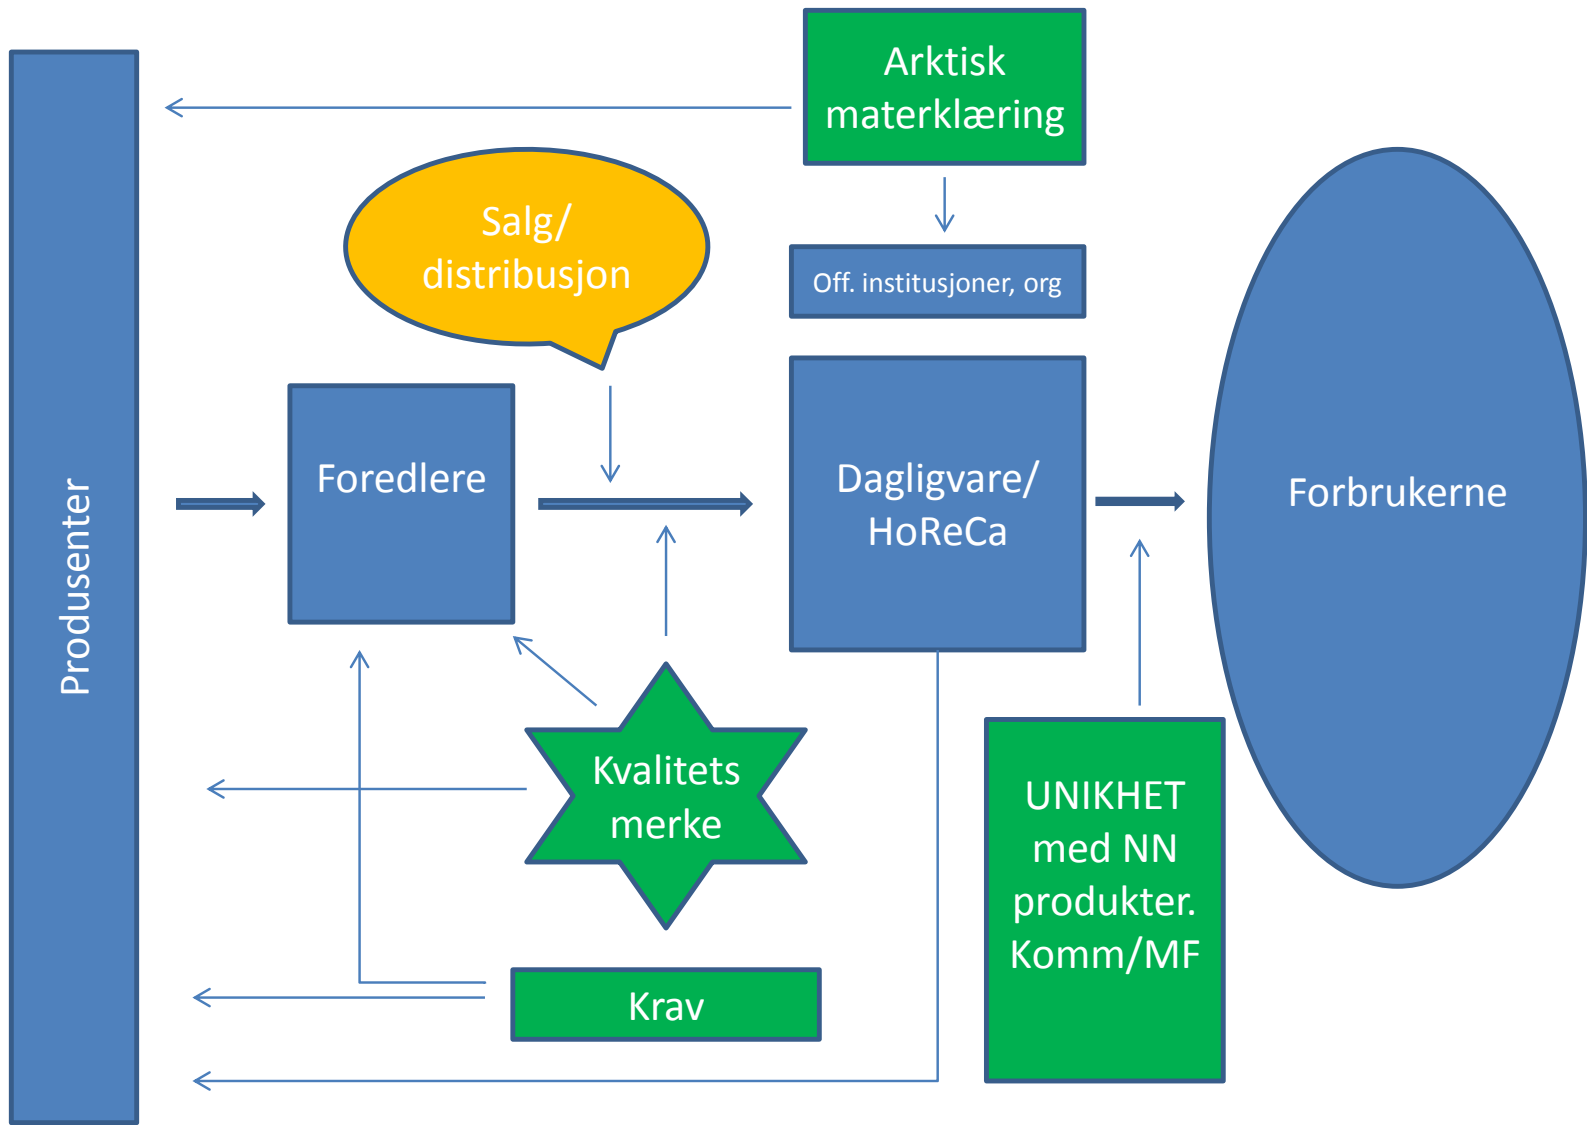 Arktisk
materklæring
Salg/
distribusjon
Off. institusjoner, org
Produsenter
Foredlere
Dagligvare/
HoReCa
Forbrukerne
Kvalitets
merke
UNIKHET
med NN
produkter.
Komm/MF
Krav